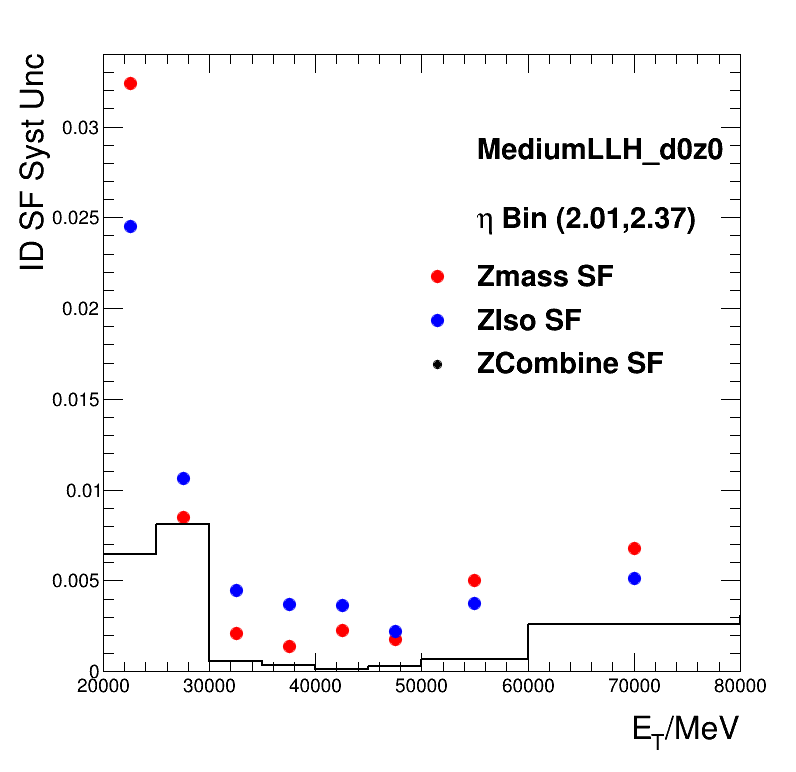 ID SF Syst Unc
0.03
0.025
0.02
0.015
0.01
0.005
0
MediumLLH_d0z0
η Bin (2.01,2.37)
Zmass SF
ZIso SF
ZCombine SF
20000 30000 40000 50000 60000 70000 80000
E_T/MeV